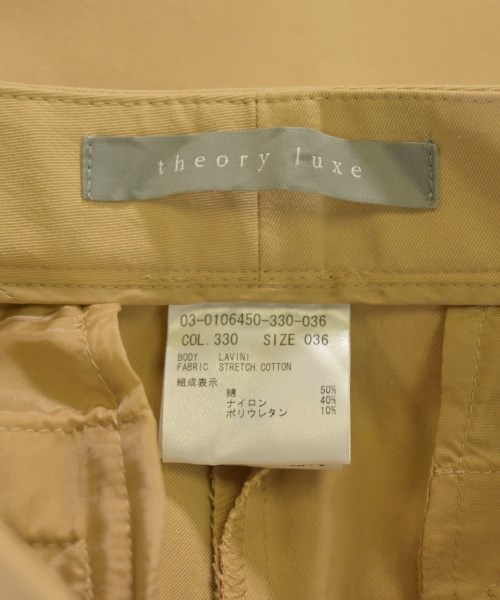 theory luxe
03-0106450-330-036
COL. 330 SIZE 036
BODY. LAVINI
FABRIC. STRETCH COTTON
組成表示
綿 50%
ナイロン 40%
ポリウレタン 10%